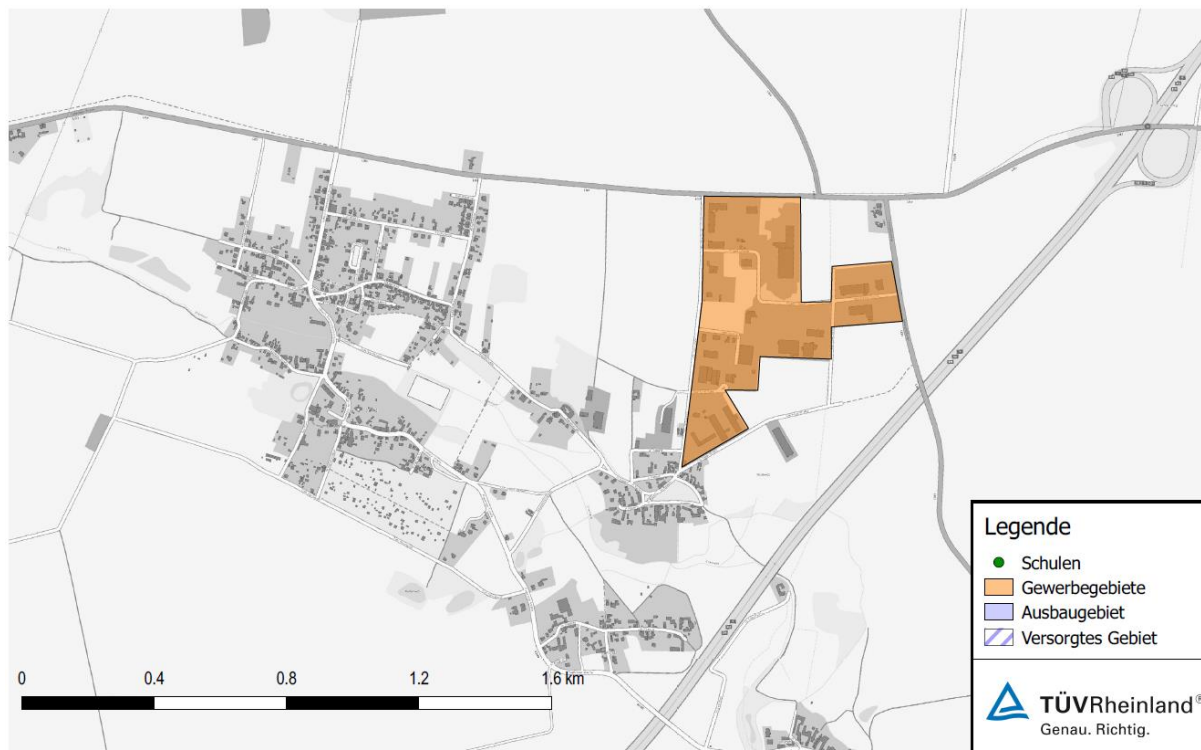 Legende
Schulen
Gewerbegebiete
Ausbaugebiet
Versorgtes Gebiet
0 0.4 0.8 1.2 1.6 km
TÜVRheinland®
Genau. Richtig.